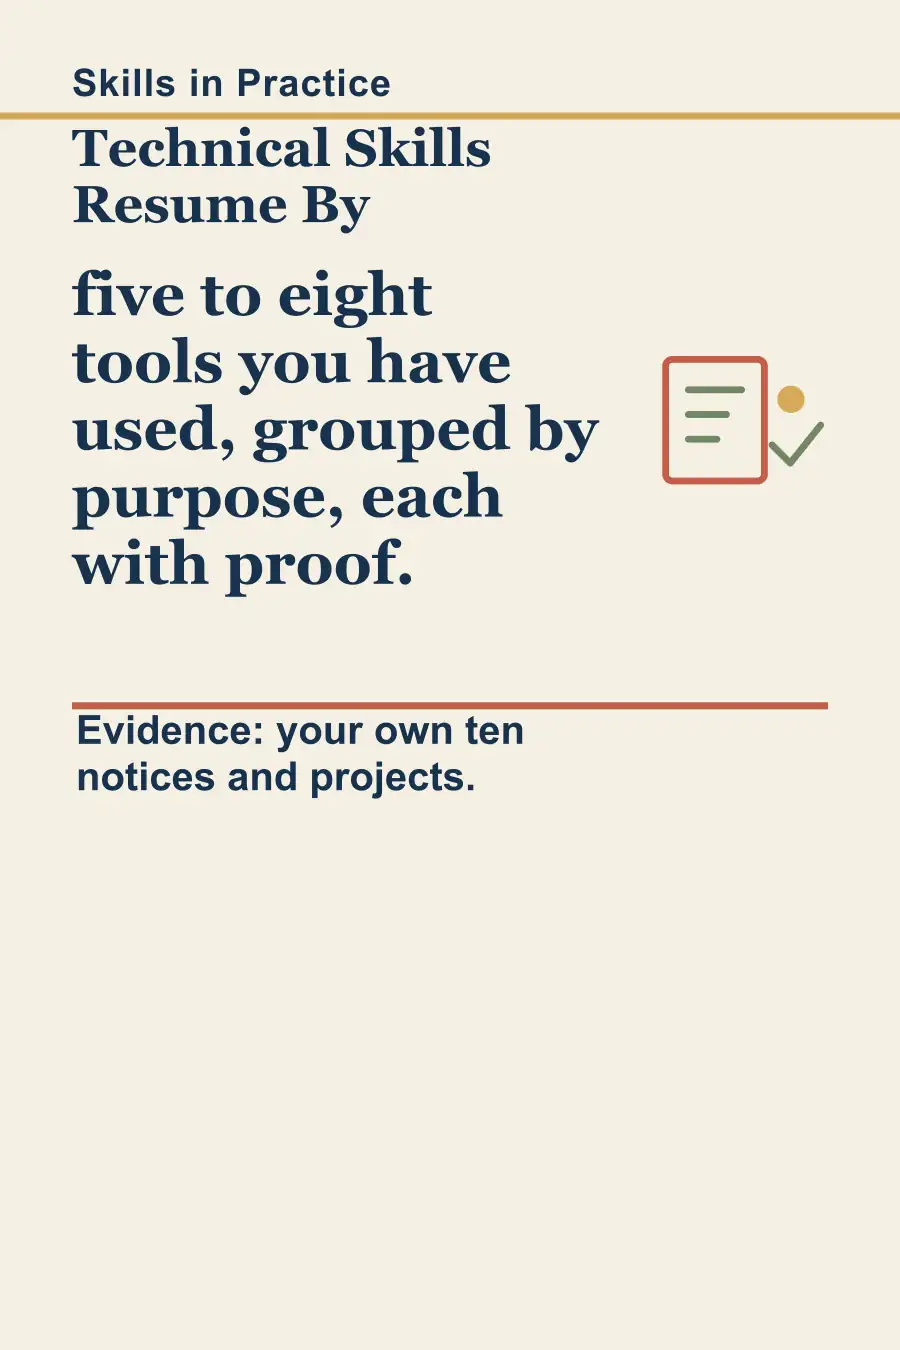 Skills in Practice
Technical Skills
Resume By
five to eight
tools you have
used, grouped by
purpose, each
with proof.
Evidence: your own ten
notices and projects.